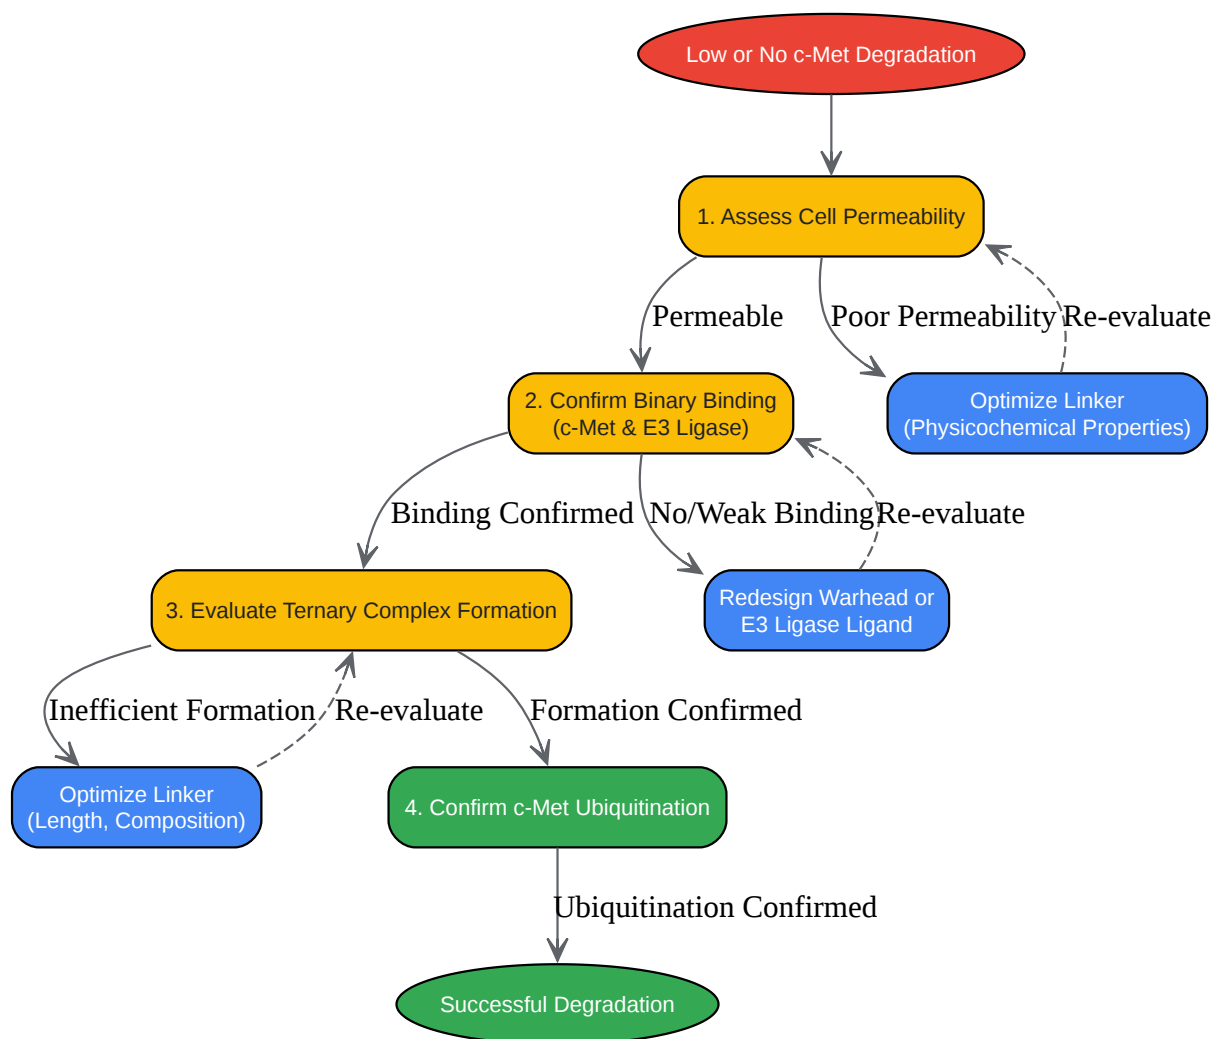 Low or No c-Met Degradation
1. Assess Cell Permeability
Permeable
Poor Permeability
Re-evaluate
2. Confirm Binary Binding
(c-Met & E3 Ligase)
Optimize Linker
(Physicochemical Properties)
Binding Confirmed
No/Weak Binding
Re-evaluate
3. Evaluate Ternary Complex Formation
Redesign Warhead or
E3 Ligase Ligand
Inefficient Formation
Re-evaluate
Formation Confirmed
Optimize Linker
(Length, Composition)
4. Confirm c-Met Ubiquitination
Ubiquitination Confirmed
Successful Degradation